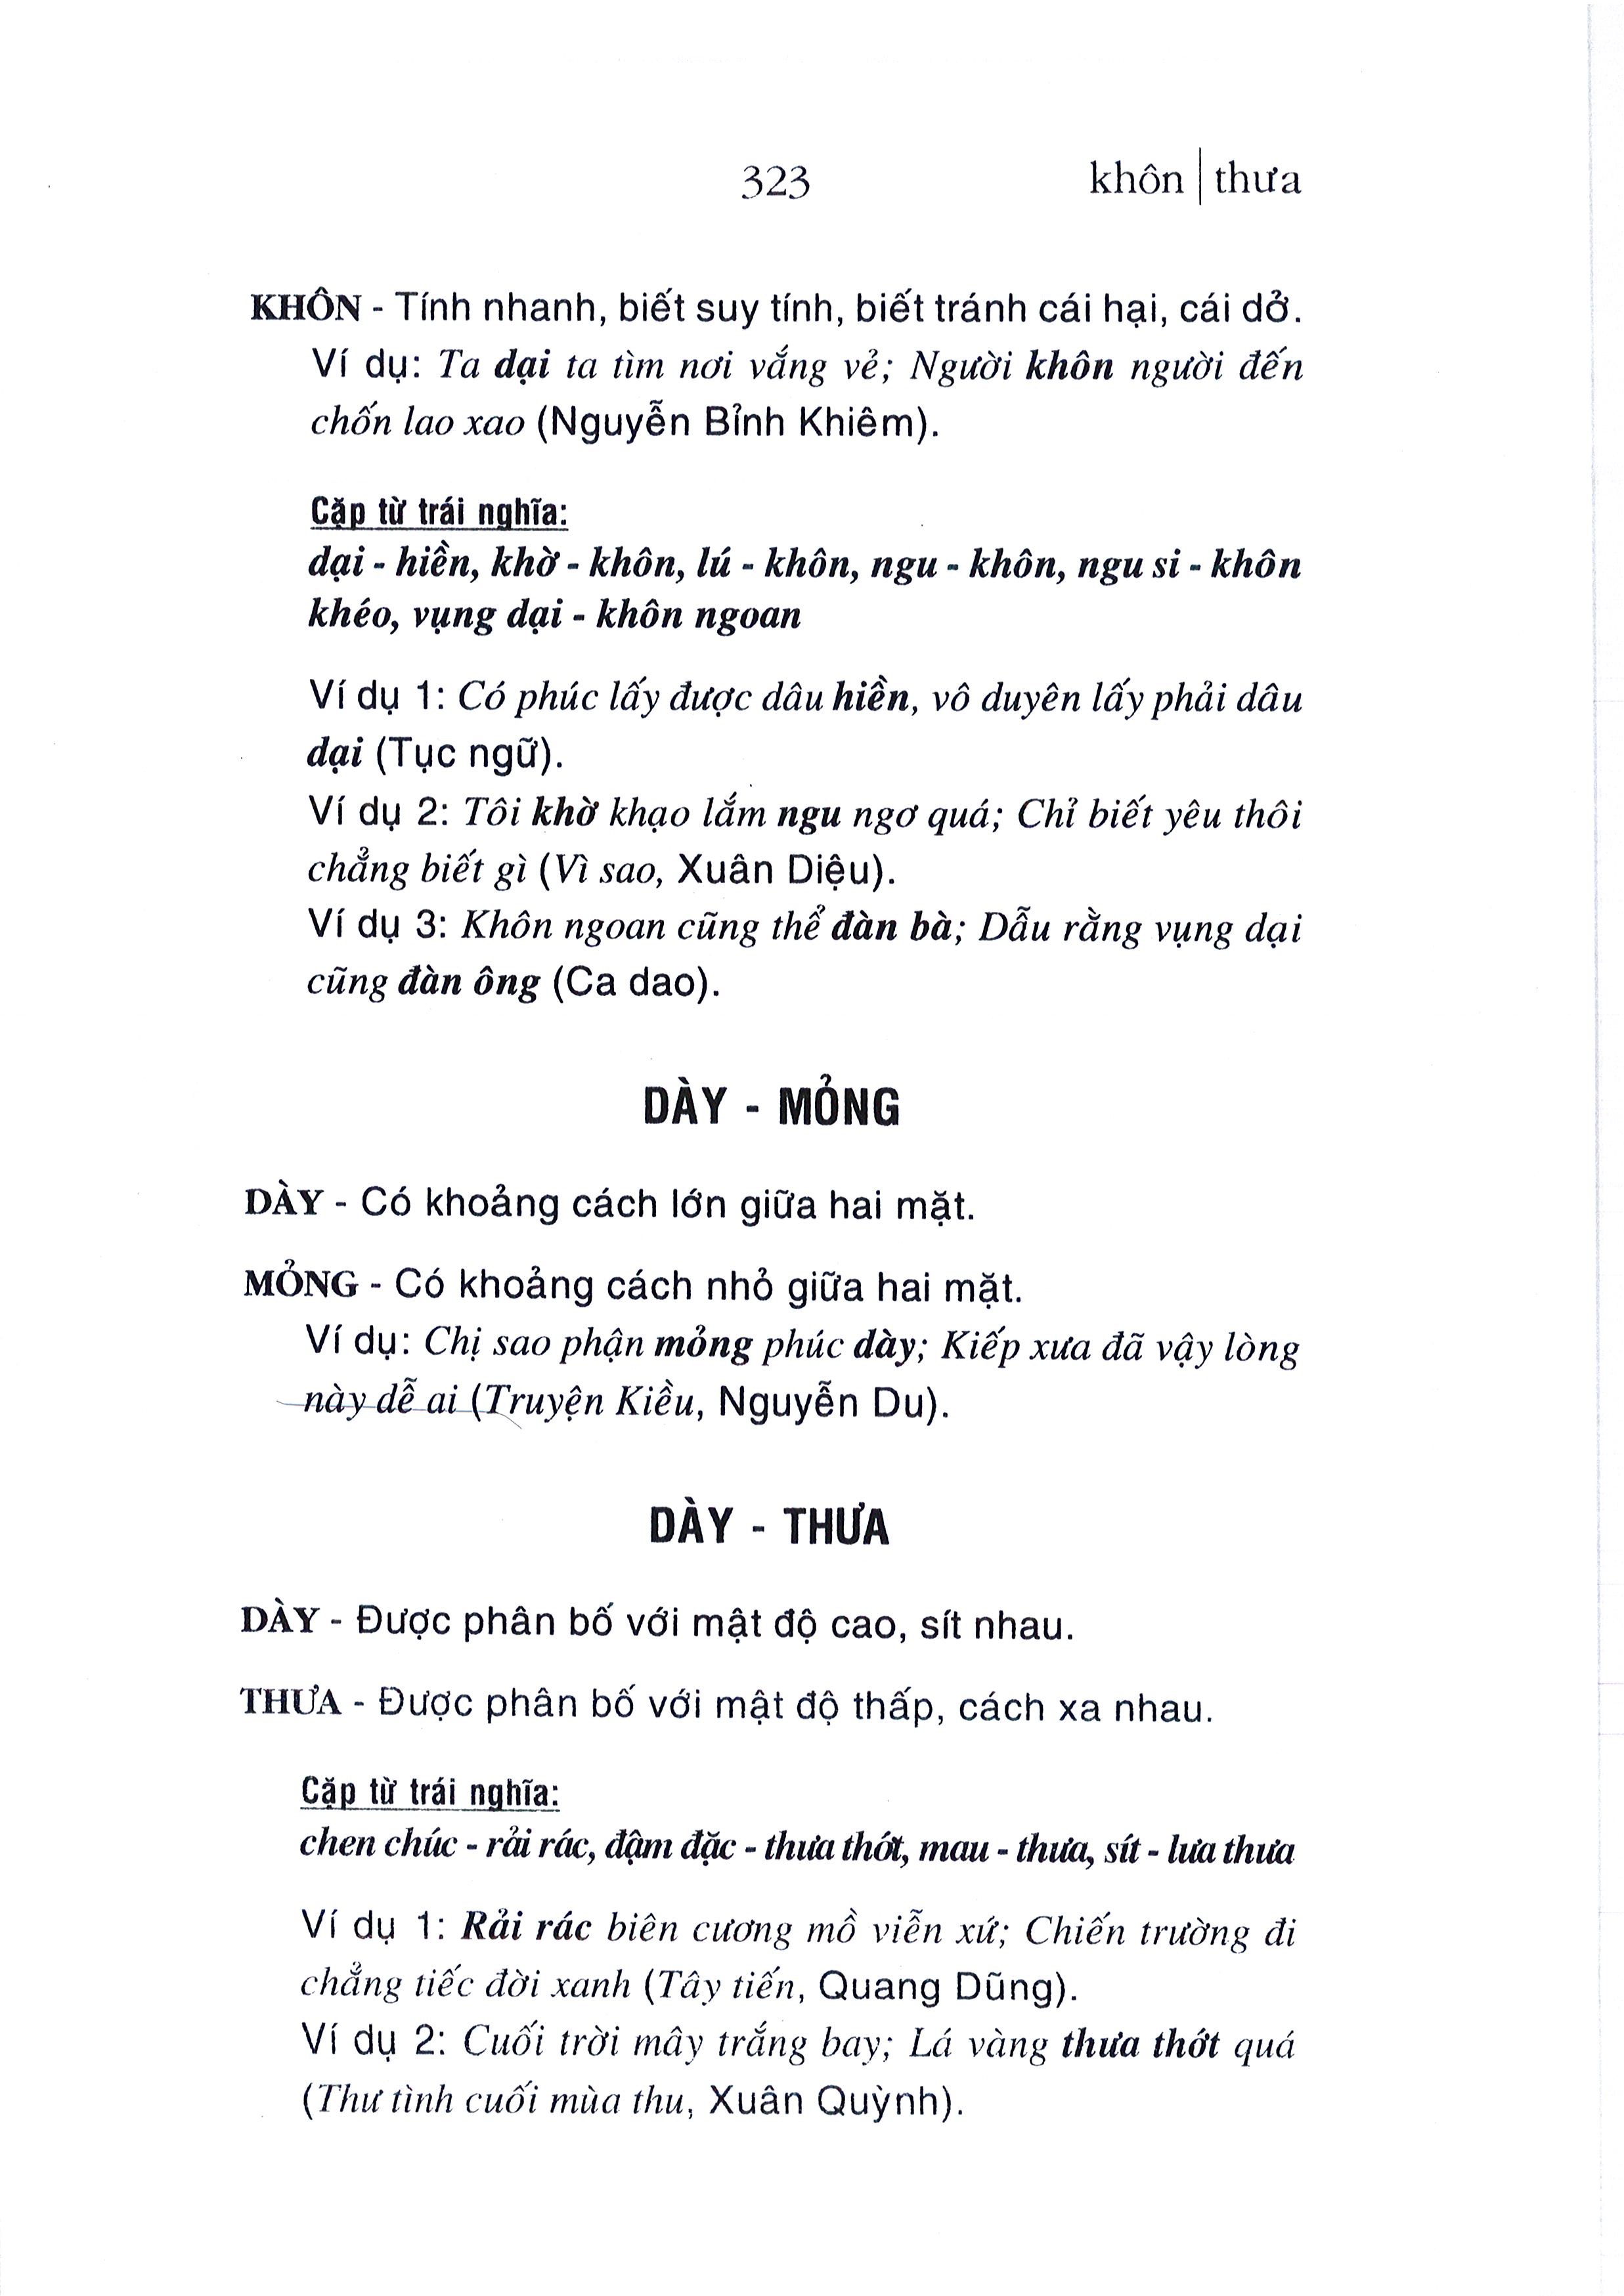 323
khôn | thưa
KHÔN - Tính nhanh, biết suy tính, biết tránh cái hại, cái dở.
Ví dụ: Ta dại ta tìm nơi vắng vẻ; Người khôn người đến
chốn lao xao (Nguyễn Bỉnh Khiêm).
Cặp từ trái nghĩa:
dại - hiền, khờ - khôn, lú - khôn, ngu - khôn, ngu si - khôn
khéo, vụng dại - khôn ngoan
Ví dụ 1: Có phúc lấy được dâu hiền, vô duyên lấy phải dâu
dại (Tục ngữ).
Ví dụ 2: Tôi khờ khạo lắm ngu ngơ quá; Chỉ biết yêu thôi
chẳng biết gì (Vì sao, Xuân Diệu).
Ví dụ 3: Khôn ngoan cũng thể đàn bà; Dẫu rằng vụng dại
cũng đàn ông (Ca dao).
DÀY - MỎNG
DÀY - Có khoảng cách lớn giữa hai mặt.
MỎNG - Có khoảng cách nhỏ giữa hai mặt.
Ví dụ: Chị sao phận mỏng phúc dày; Kiếp xưa đã vậy lòng
này dễ ai (Truyện Kiều, Nguyễn Du).
DÀY - THƯA
DÀY - Được phân bố với mật độ cao, sít nhau.
THƯA - Được phân bố với mật độ thấp, cách xa nhau.
Cặp từ trái nghĩa:
chen chúc - rải rác, đậm đặc - thưa thớt, mau - thưa, sít - lưa thưa
Ví dụ 1: Rải rác biên cương mồ viễn xứ; Chiến trường đi
chẳng tiếc đời xanh (Tây tiến, Quang Dũng).
Ví dụ 2: Cuối trời mây trắng bay; Lá vàng thưa thớt quá
(Thư tình cuối mùa thu, Xuân Quỳnh).